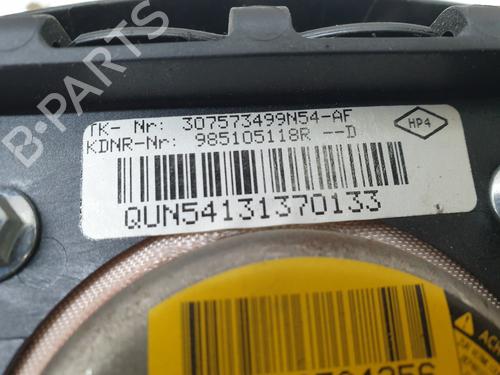 B-PARTS
TK- Nr: 307573499N54-AF
KDNR-Nr: 985105118R --D
HP4
QUN54131370133